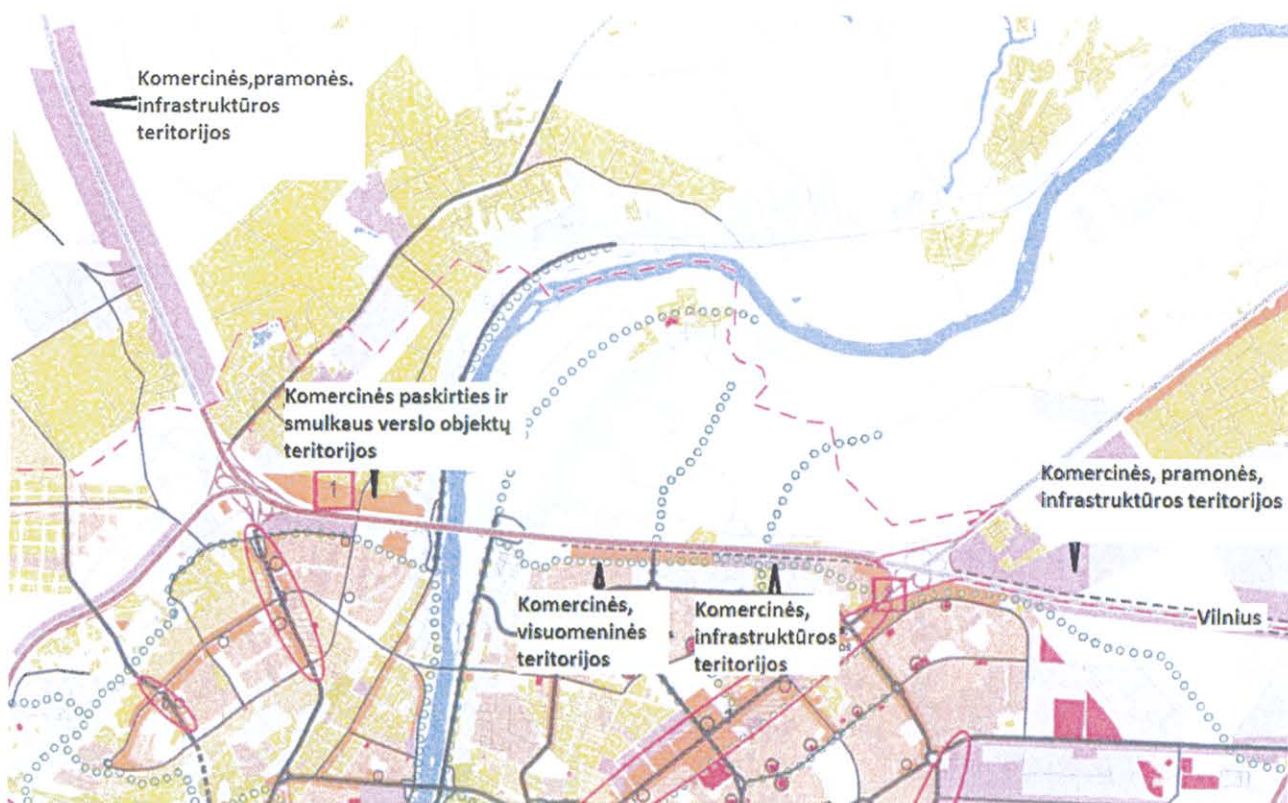 Komercinės,pramonės.
infrastruktūros
teritorijos
Komercinės paskirties ir
smulkaus verslo objektų
teritorijos
1
Komercinės, pramonės,
infrastruktūros teritorijos
Komercinės,
visuomeninės
teritorijos
Komercinės,
infrastruktūros
teritorijos
Vilnius